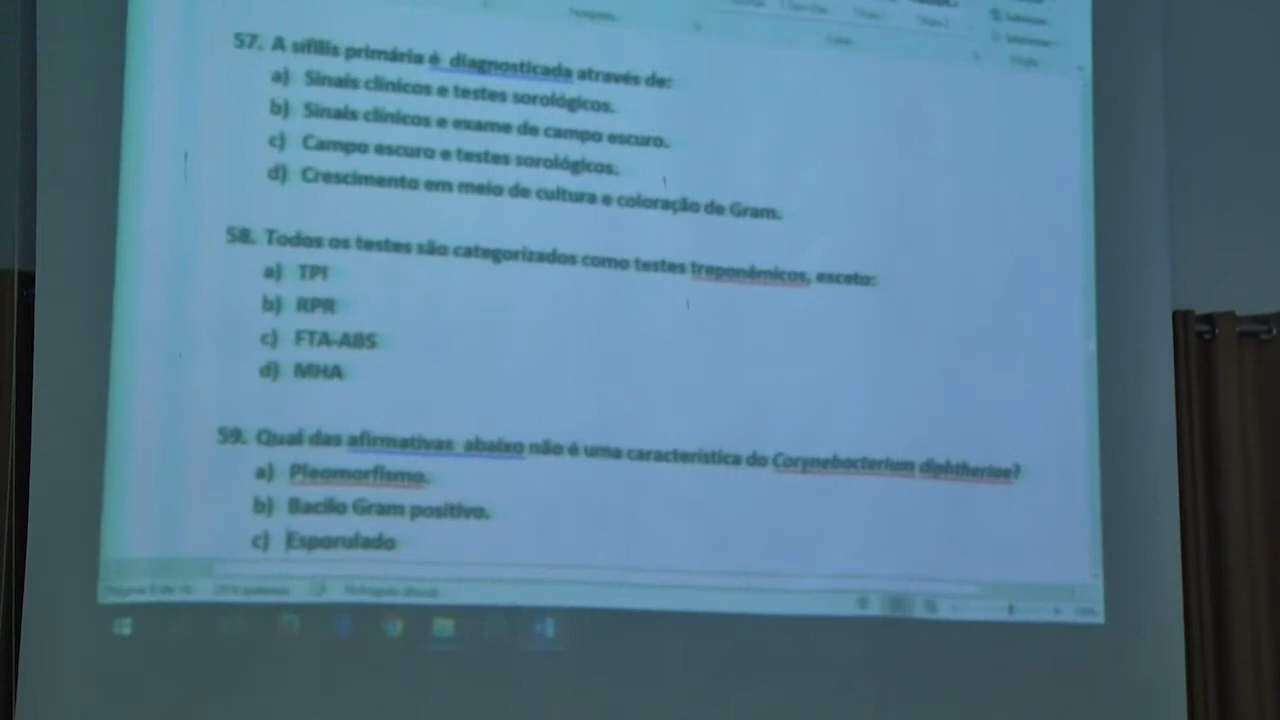 57. A sífilis primária é diagnosticada através de:
a) Sinais clínicos e testes sorológicos.
b) Sinais clínicos e exame de campo escuro.
c) Campo escuro e testes sorológicos.
d) Crescimento em meio de cultura e coloração de Gram.
58. Todos os testes são categorizados como testes treponêmicos, exceto:
a) TPI
b) RPR
c) FTA-ABS
d) MHA
59. Qual das afirmativas abaixo não é uma característica do Corynebacterium diphtheriae?
a) Pleomorfismo.
b) Bacilo Gram positivo.
c) Esporulado